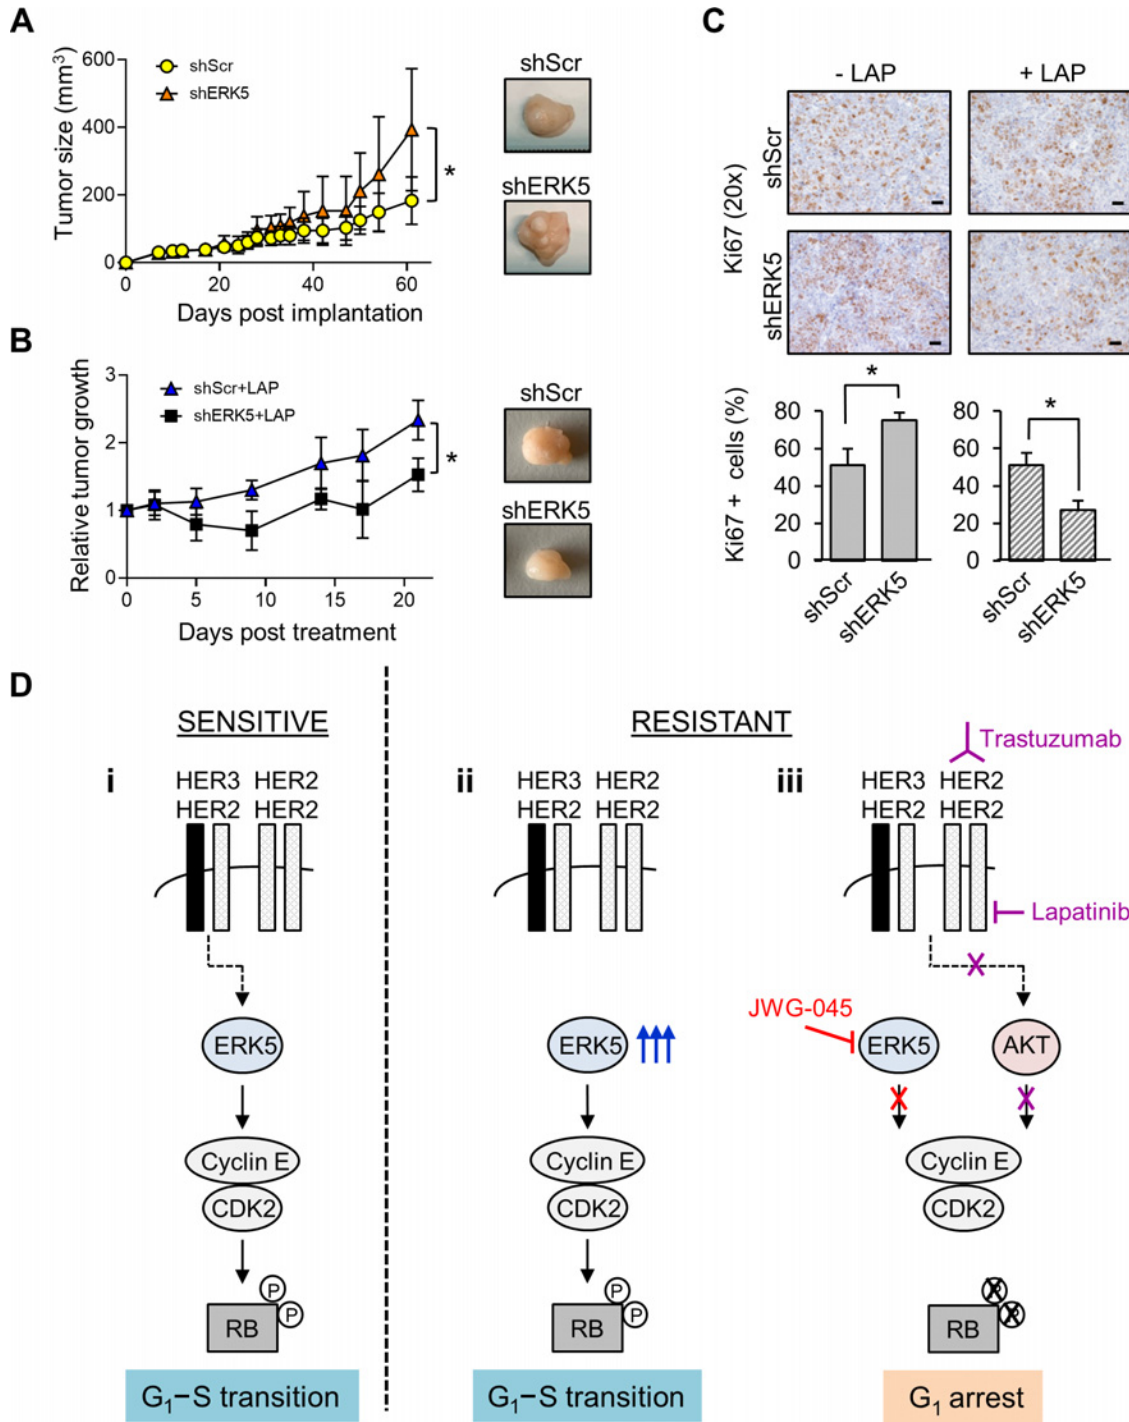 A
Tumor size (mm³)
600
400
200
0
shScr
shERK5
*
0 20 40 60
Days post implantation
shScr
shERK5
B
Relative tumor growth
3
2
1
0
shScr+LAP
shERK5+LAP
*
0 5 10 15 20
Days post treatment
shScr
shERK5
C
- LAP + LAP
Ki67 (20x)
shScr
shERK5
Ki67 + cells (%)
80
60
40
20
0
*
shScr
shERK5
80
60
40
20
0
*
shScr
shERK5
D
SENSITIVE
RESISTANT
i
HER3 HER2
HER2 HER2
ERK5
Cyclin E
CDK2
P
P
RB
G₁–S transition
ii
HER3 HER2
HER2 HER2
ERK5
Cyclin E
CDK2
P
P
RB
G₁–S transition
iii
Trastuzumab
HER3 HER2
HER2 HER2
Lapatinib
X
JWG-045
ERK5
AKT
X
X
Cyclin E
CDK2
P
P
RB
G₁ arrest